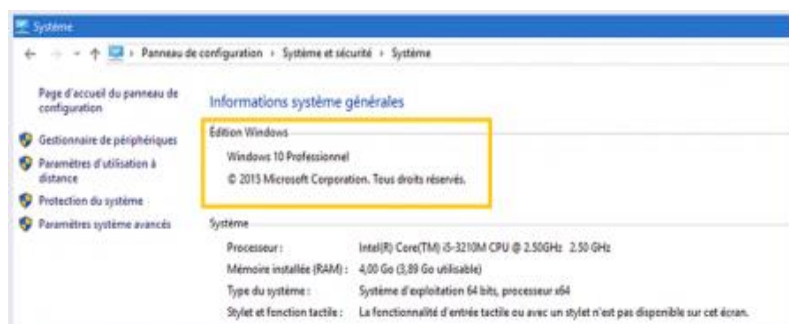 Système
Panneau de configuration › Système et sécurité › Système
Page d'accueil du panneau de
configuration
Gestionnaire de périphériques
Paramètres d'utilisation à
distance
Protection du système
Paramètres système avancés
Informations système générales
Édition Windows
Windows 10 Professionnel
© 2015 Microsoft Corporation. Tous droits réservés.
Système
Processeur : Intel(R) Core(TM) i5-3210M CPU @ 2.50GHz 2.50 GHz
Mémoire installée (RAM) : 4,00 Go (3,89 Go utilisable)
Type du système : Système d'exploitation 64 bits, processeur x64
Stylet et fonction tactile : La fonctionnalité d'entrée tactile ou avec un stylet n'est pas disponible sur cet écran.